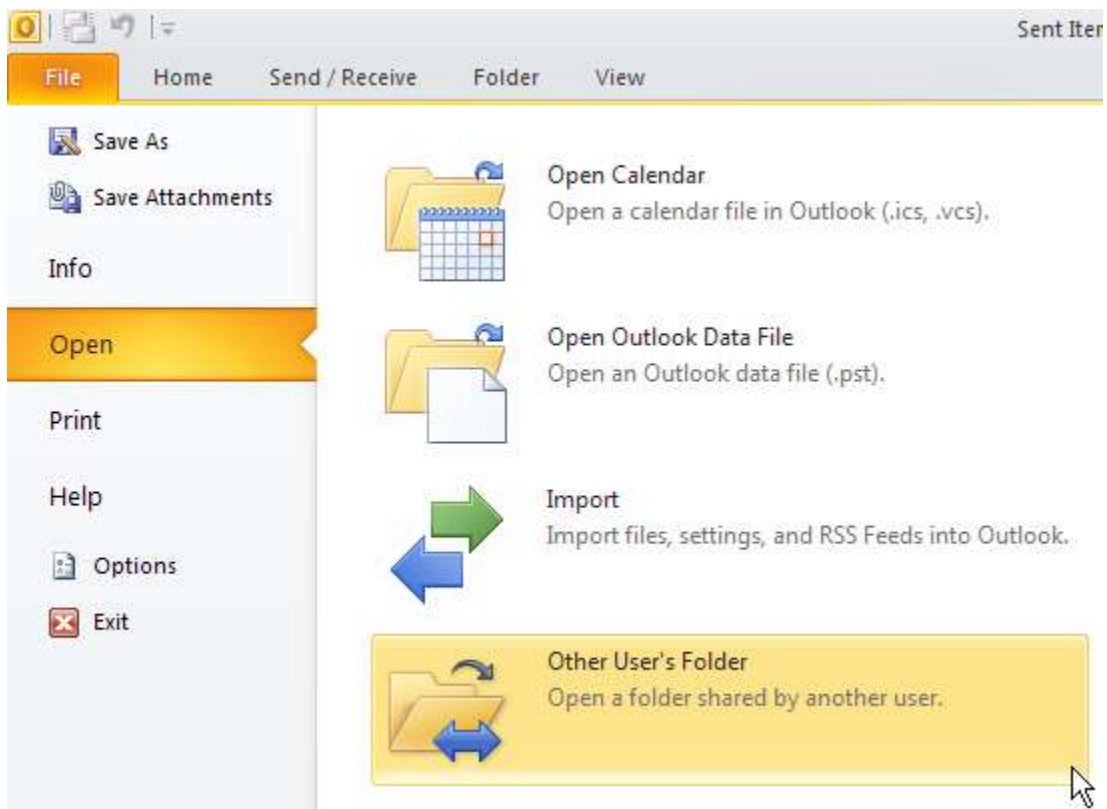 Sent Iter
File Home Send / Receive Folder View
Save As
Save Attachments
Info
Open
Print
Help
Options
Exit
Open Calendar
Open a calendar file in Outlook (.ics, .vcs).
Open Outlook Data File
Open an Outlook data file (.pst).
Import
Import files, settings, and RSS Feeds into Outlook.
Other User's Folder
Open a folder shared by another user.